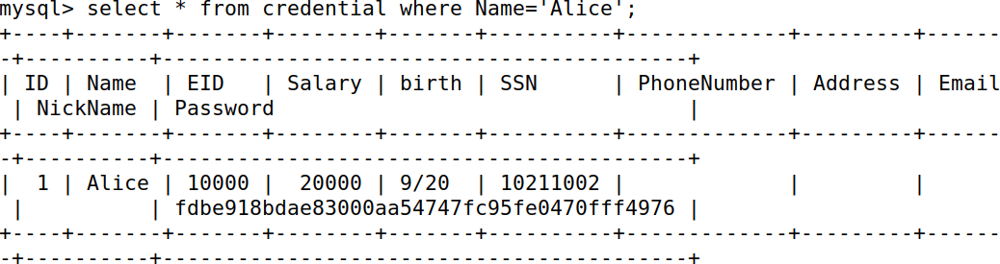 mysql> select * from credential where Name='Alice';
+----+-------+-------+--------+-------+----------+-------------+---------+------
-+----------+------------------------------------------+
| ID | Name  | EID   | Salary | birth | SSN      | PhoneNumber | Address | Email
 | NickName | Password                                 |
+----+-------+-------+--------+-------+----------+-------------+---------+------
-+----------+------------------------------------------+
|  1 | Alice | 10000 |  20000 | 9/20  | 10211002 |             |         |
 |          | fdbe918bdae83000aa54747fc95fe0470fff4976 |
+----+-------+-------+--------+-------+----------+-------------+---------+------
-+----------+------------------------------------------+